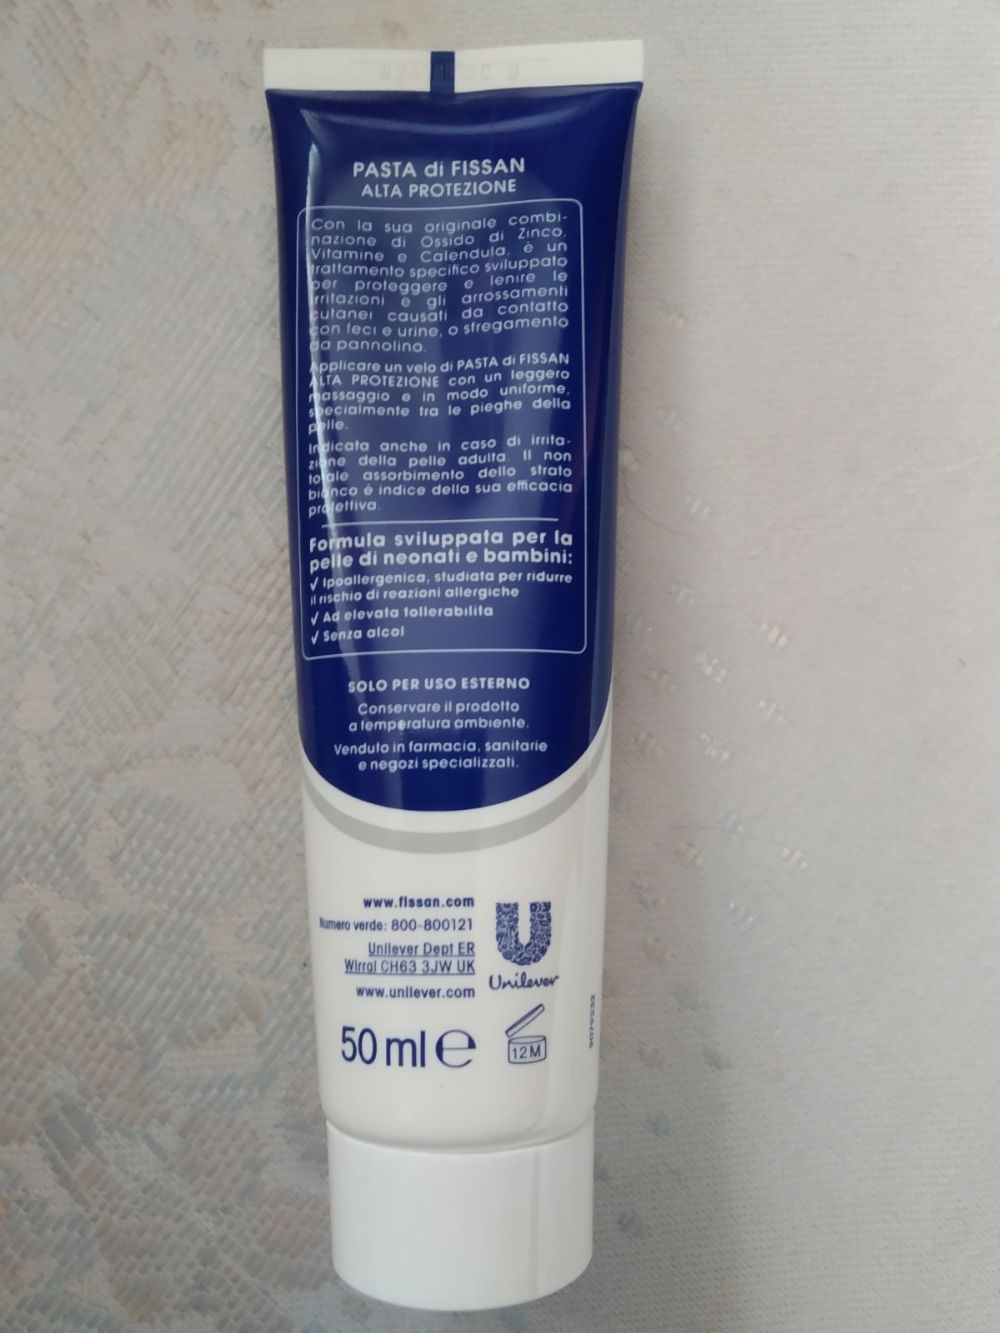 PASTA di FISSAN
ALTA PROTEZIONE
Con la sua originale combi-
nazione di Ossido di Zinco,
Vitamine e Calendula, è un
trattamento specifico sviluppato
per proteggere e lenire le
irritazioni e gli arrossamenti
cutanei causati da contatto
con feci e urine, o sfregamento
da pannolino.
Applicare un velo di PASTA di FISSAN
ALTA PROTEZIONE con un leggero
massaggio e in modo uniforme,
specialmente tra le pieghe della
pelle.
Indicata anche in caso di irrita-
zione della pelle adulta. Il non
totale assorbimento dello strato
bianco è indice della sua efficacia
protettiva.
Formula sviluppata per la
pelle di neonati e bambini:
✓ Ipoallergenica, studiata per ridurre
il rischio di reazioni allergiche
✓ Ad elevata tollerabilità
✓ Senza alcol
SOLO PER USO ESTERNO
Conservare il prodotto
a temperatura ambiente.
Venduto in farmacia, sanitarie
e negozi specializzati.
www.fissan.com
Numero verde: 800-800121
Unilever Dept ER
Wirral CH63 3JW UK
www.unilever.com
Unilever
50 ml e
12M
9079232